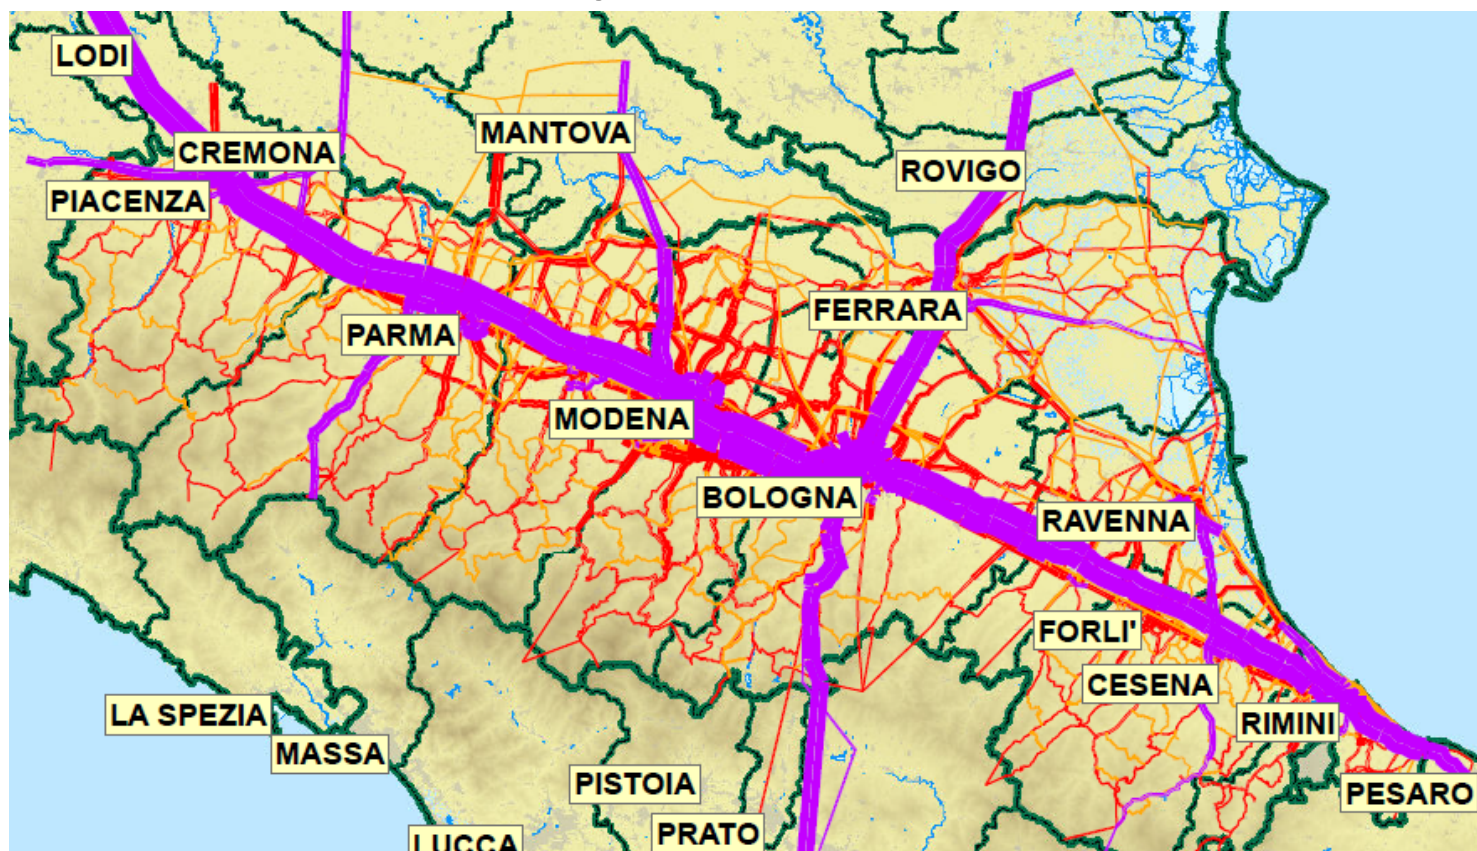 LODI
MANTOVA
CREMONA
ROVIGO
PIACENZA
FERRARA
PARMA
MODENA
BOLOGNA
RAVENNA
FORLI'
CESENA
LA SPEZIA
RIMINI
MASSA
PISTOIA
PESARO
PRATO
LUCCA